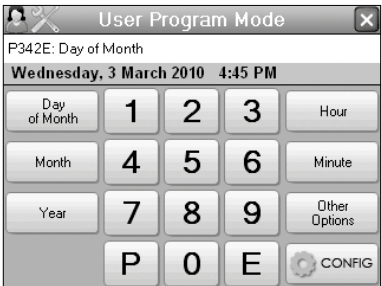 User Program Mode
P342E: Day of Month
Wednesday, 3 March 2010 4:45 PM
Day of Month
1 2 3
Hour
Month
4 5 6
Minute
Year
7 8 9
Other Options
P 0 E
CONFIG